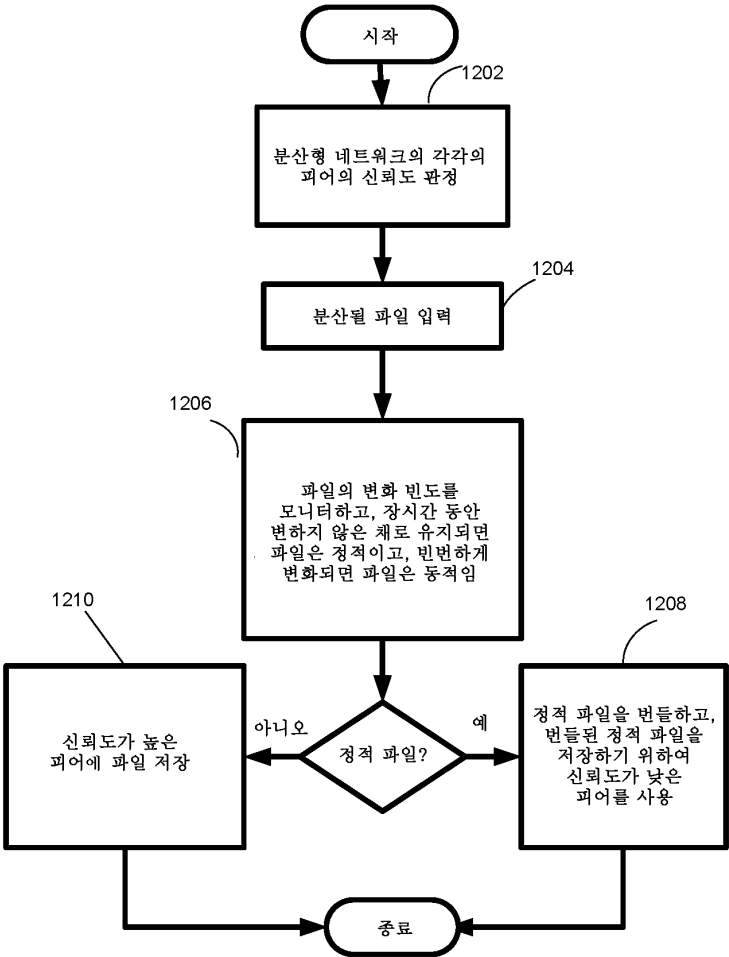 시작
1202
분산형 네트워크의 각각의
피어의 신뢰도 판정
1204
분산될 파일 입력
1206
파일의 변화 빈도를
모니터하고, 장시간 동안
변하지 않은 채로 유지되면
파일은 정적이고, 빈번하게
변화되면 파일은 동적임
1210
1208
아니오
예
신뢰도가 높은
피어에 파일 저장
정적 파일?
정적 파일을 번들하고,
번들된 정적 파일을
저장하기 위하여
신뢰도가 낮은
피어를 사용
종료